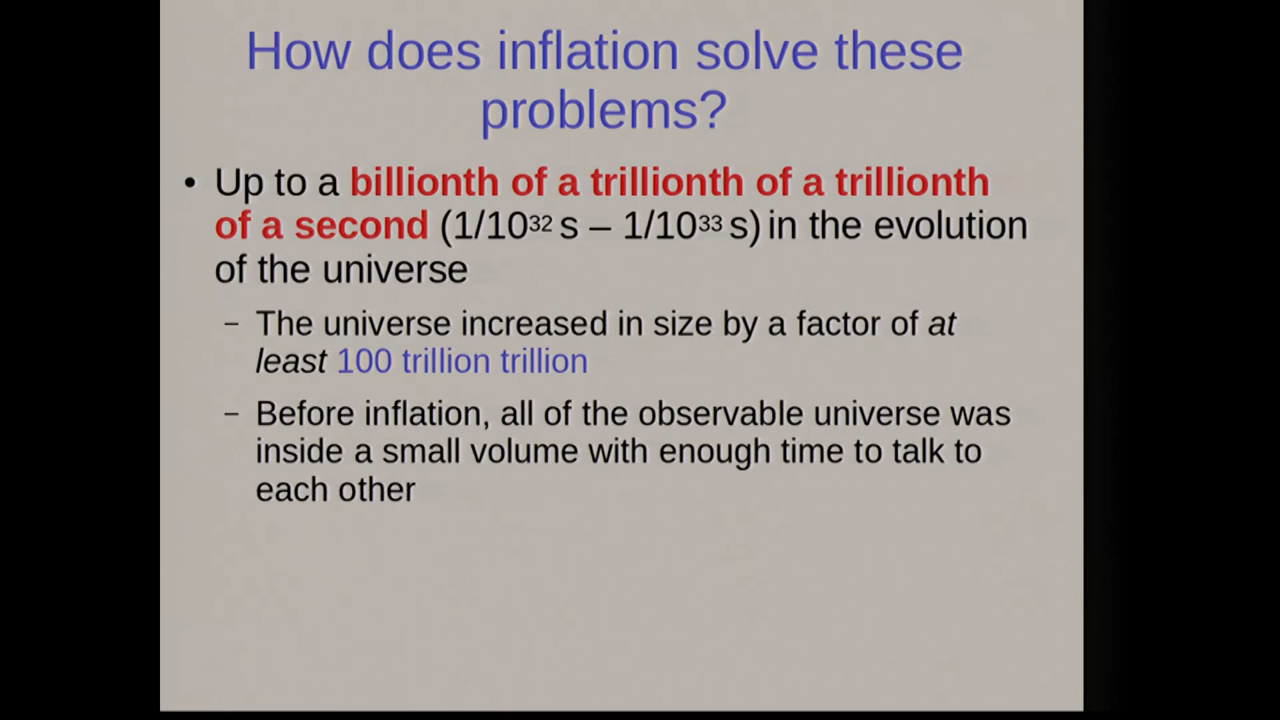 How does inflation solve these
problems?
• Up to a billionth of a trillionth of a trillionth
of a second (1/10³² s – 1/10³³ s) in the evolution
of the universe
– The universe increased in size by a factor of at
least 100 trillion trillion
– Before inflation, all of the observable universe was
inside a small volume with enough time to talk to
each other